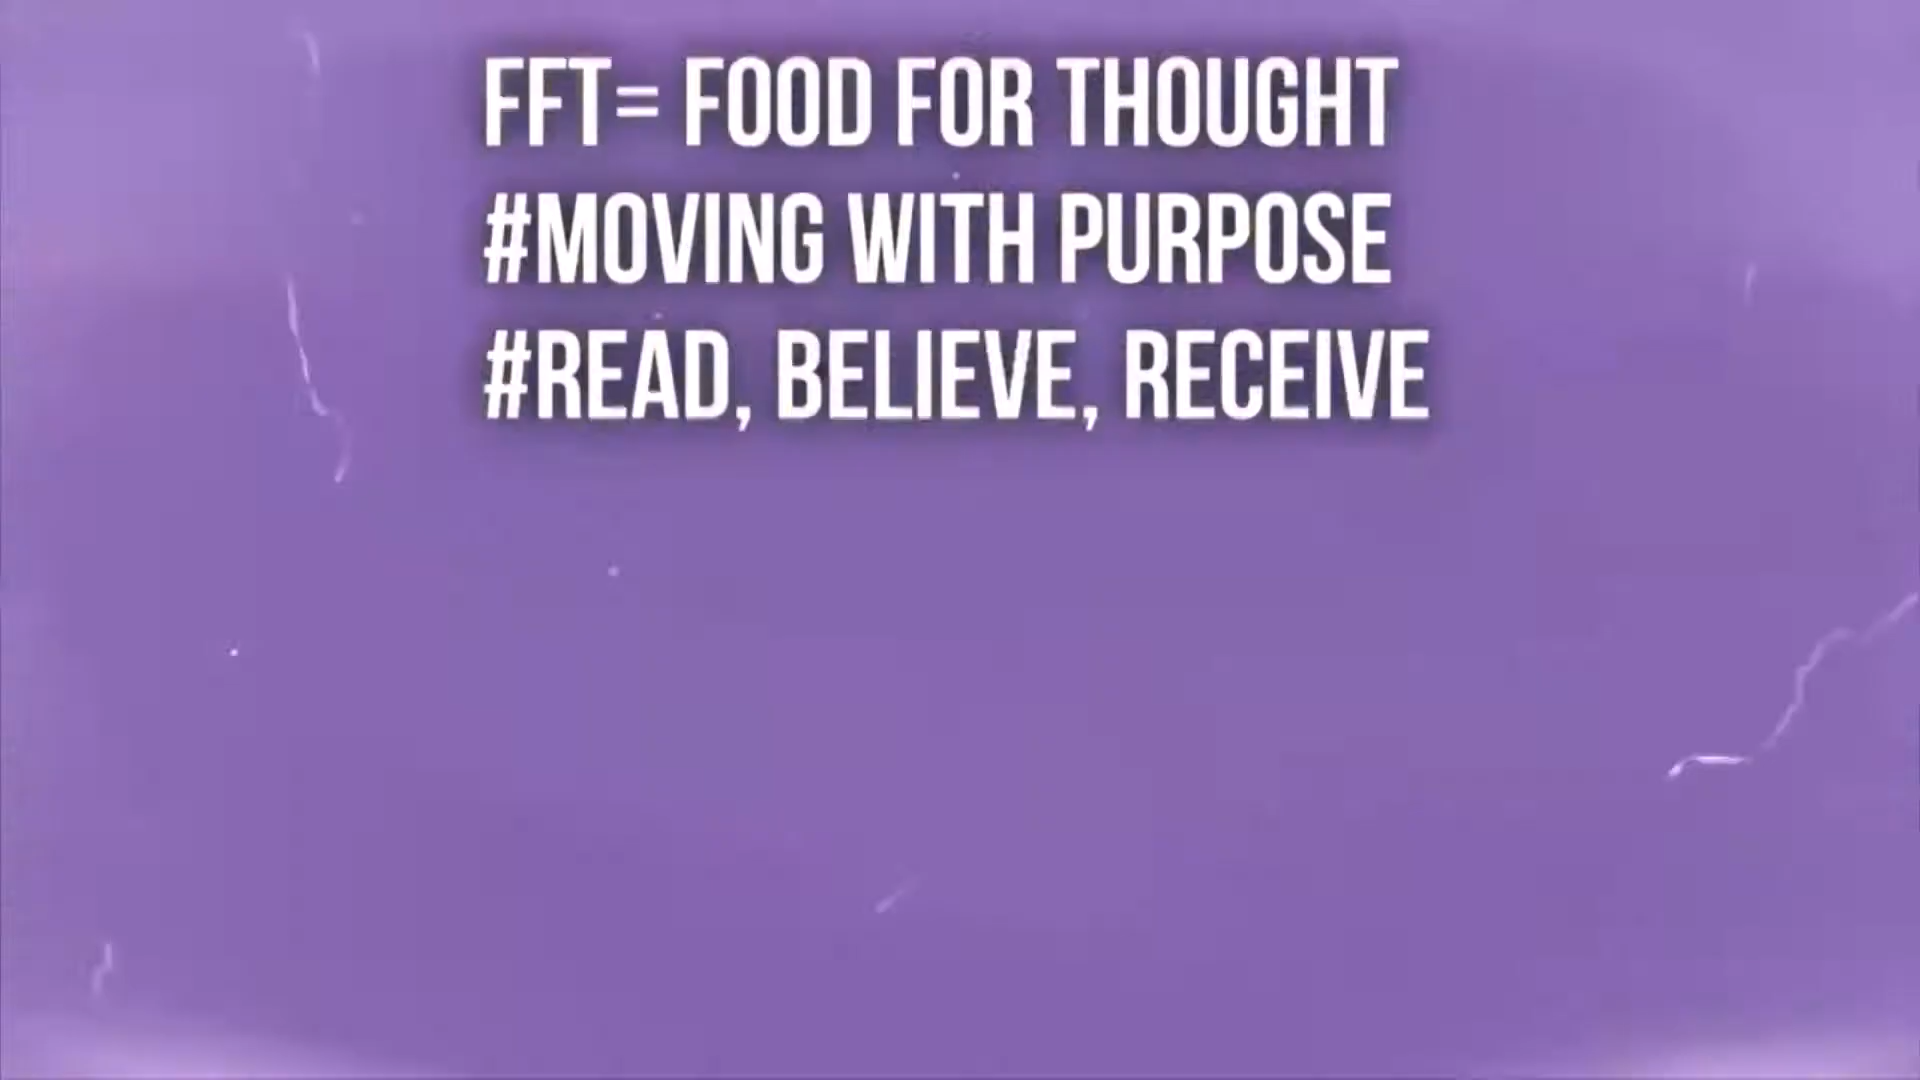 FFT= FOOD FOR THOUGHT
#MOVING WITH PURPOSE
#READ, BELIEVE, RECEIVE